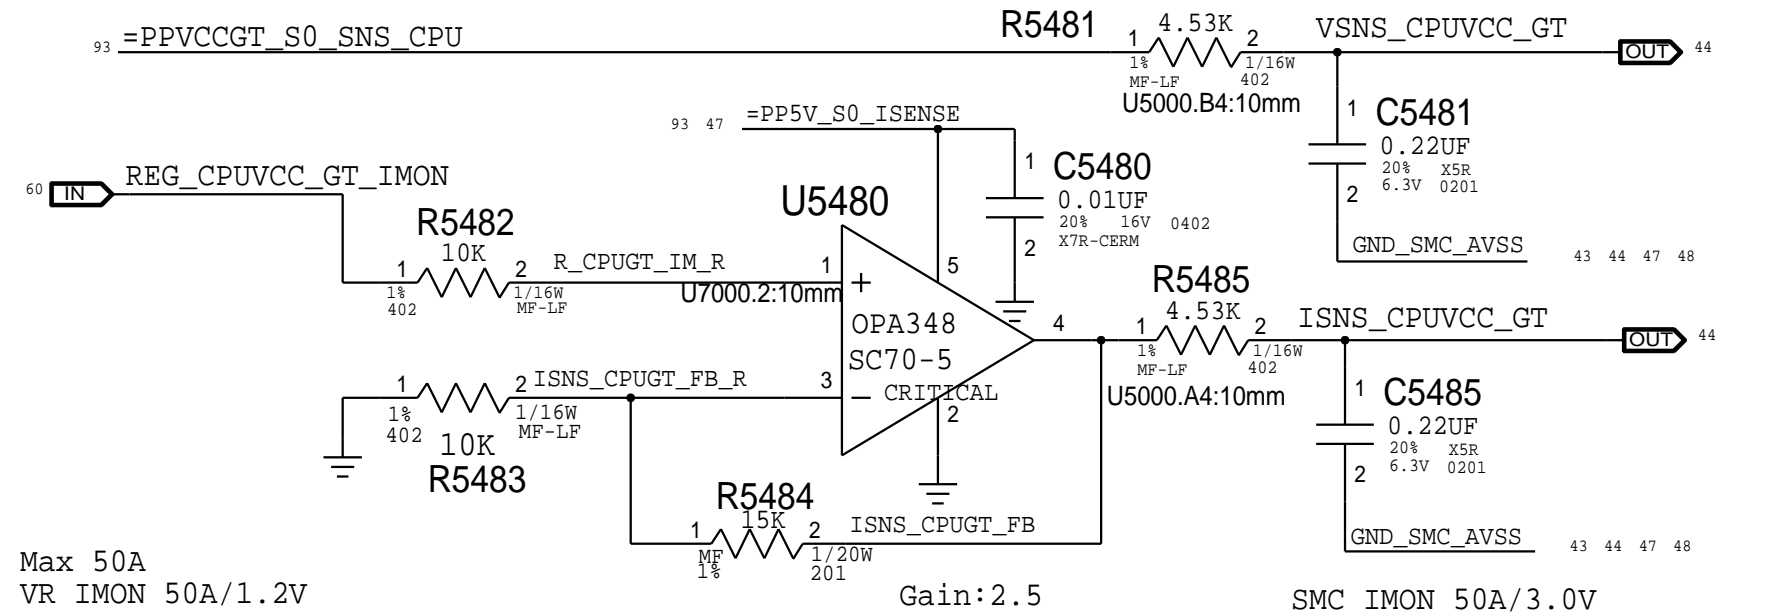 93 =PPVCCGT_S0_SNS_CPU
R5481
4.53K
1 2
1% 1/16W
MF-LF 402
U5000.B4:10mm
VSNS_CPUVCC_GT
OUT 44
1
C5481
0.22UF
20% X5R
6.3V 0201
2
GND_SMC_AVSS
43 44 47 48
93 47 =PP5V_S0_ISENSE
1
C5480
0.01UF
20% 16V 0402
X7R-CERM
2
60 IN REG_CPUVCC_GT_IMON
R5482
10K
1 2
1% 1/16W
402 MF-LF
R_CPUGT_IM_R
U7000.2:10mm
U5480
1 +
5
OPA348
SC70-5
CRITICAL
3 −
2
4
1 2 ISNS_CPUGT_FB_R
1% 1/16W
402 MF-LF
10K
R5483
R5484
15K
1 2
MF 1/20W
1% 201
ISNS_CPUGT_FB
R5485
4.53K
1 2
1% 1/16W
MF-LF 402
U5000.A4:10mm
ISNS_CPUVCC_GT
OUT 44
1
C5485
0.22UF
20% X5R
6.3V 0201
2
GND_SMC_AVSS
43 44 47 48
Max 50A
VR IMON 50A/1.2V
Gain:2.5
SMC IMON 50A/3.0V